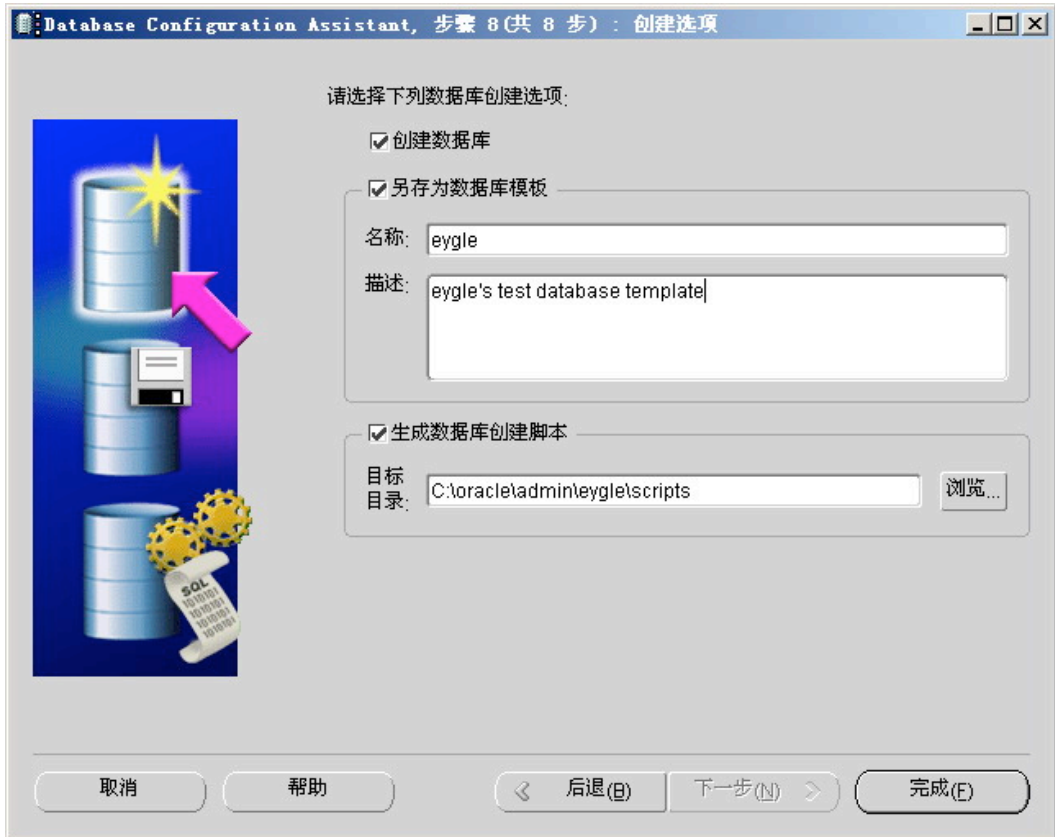 Database Configuration Assistant, 步骤 8(共 8 步) : 创建选项
请选择下列数据库创建选项:
创建数据库
另存为数据库模板
名称: eygle
描述: eygle's test database template
生成数据库创建脚本
目标
目录: C:\oracle\admin\eygle\scripts 浏览...
SQL
1010101
1010101
1010101
1010101
取消 帮助 后退(B) 下一步(N) 完成(F)